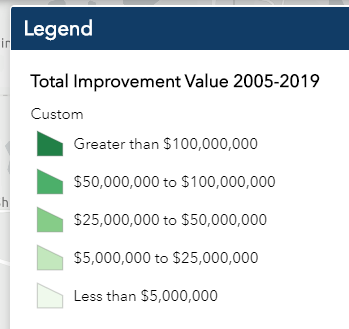 Legend
Total Improvement Value 2005-2019
Custom
Greater than $100,000,000
$50,000,000 to $100,000,000
$25,000,000 to $50,000,000
$5,000,000 to $25,000,000
Less than $5,000,000